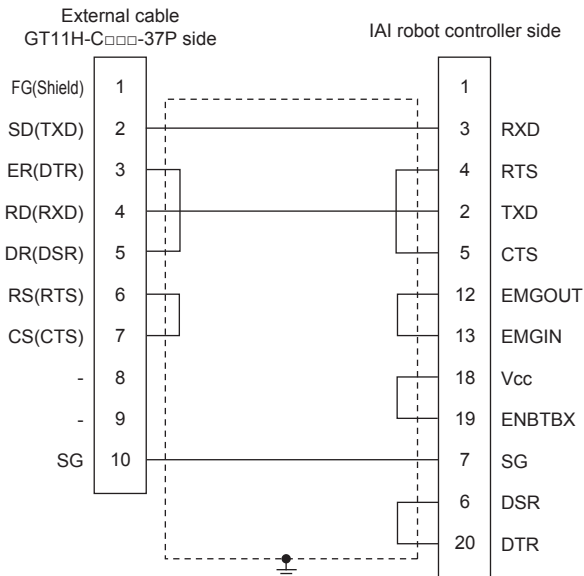 External cable
GT11H-C□□□-37P side
IAI robot controller side
FG(Shield) 1 1
SD(TXD) 2 3 RXD
ER(DTR) 3 4 RTS
RD(RXD) 4 2 TXD
DR(DSR) 5 5 CTS
RS(RTS) 6 12 EMGOUT
CS(CTS) 7 13 EMGIN
- 8 18 Vcc
- 9 19 ENBTBX
SG 10 7 SG
6 DSR
20 DTR